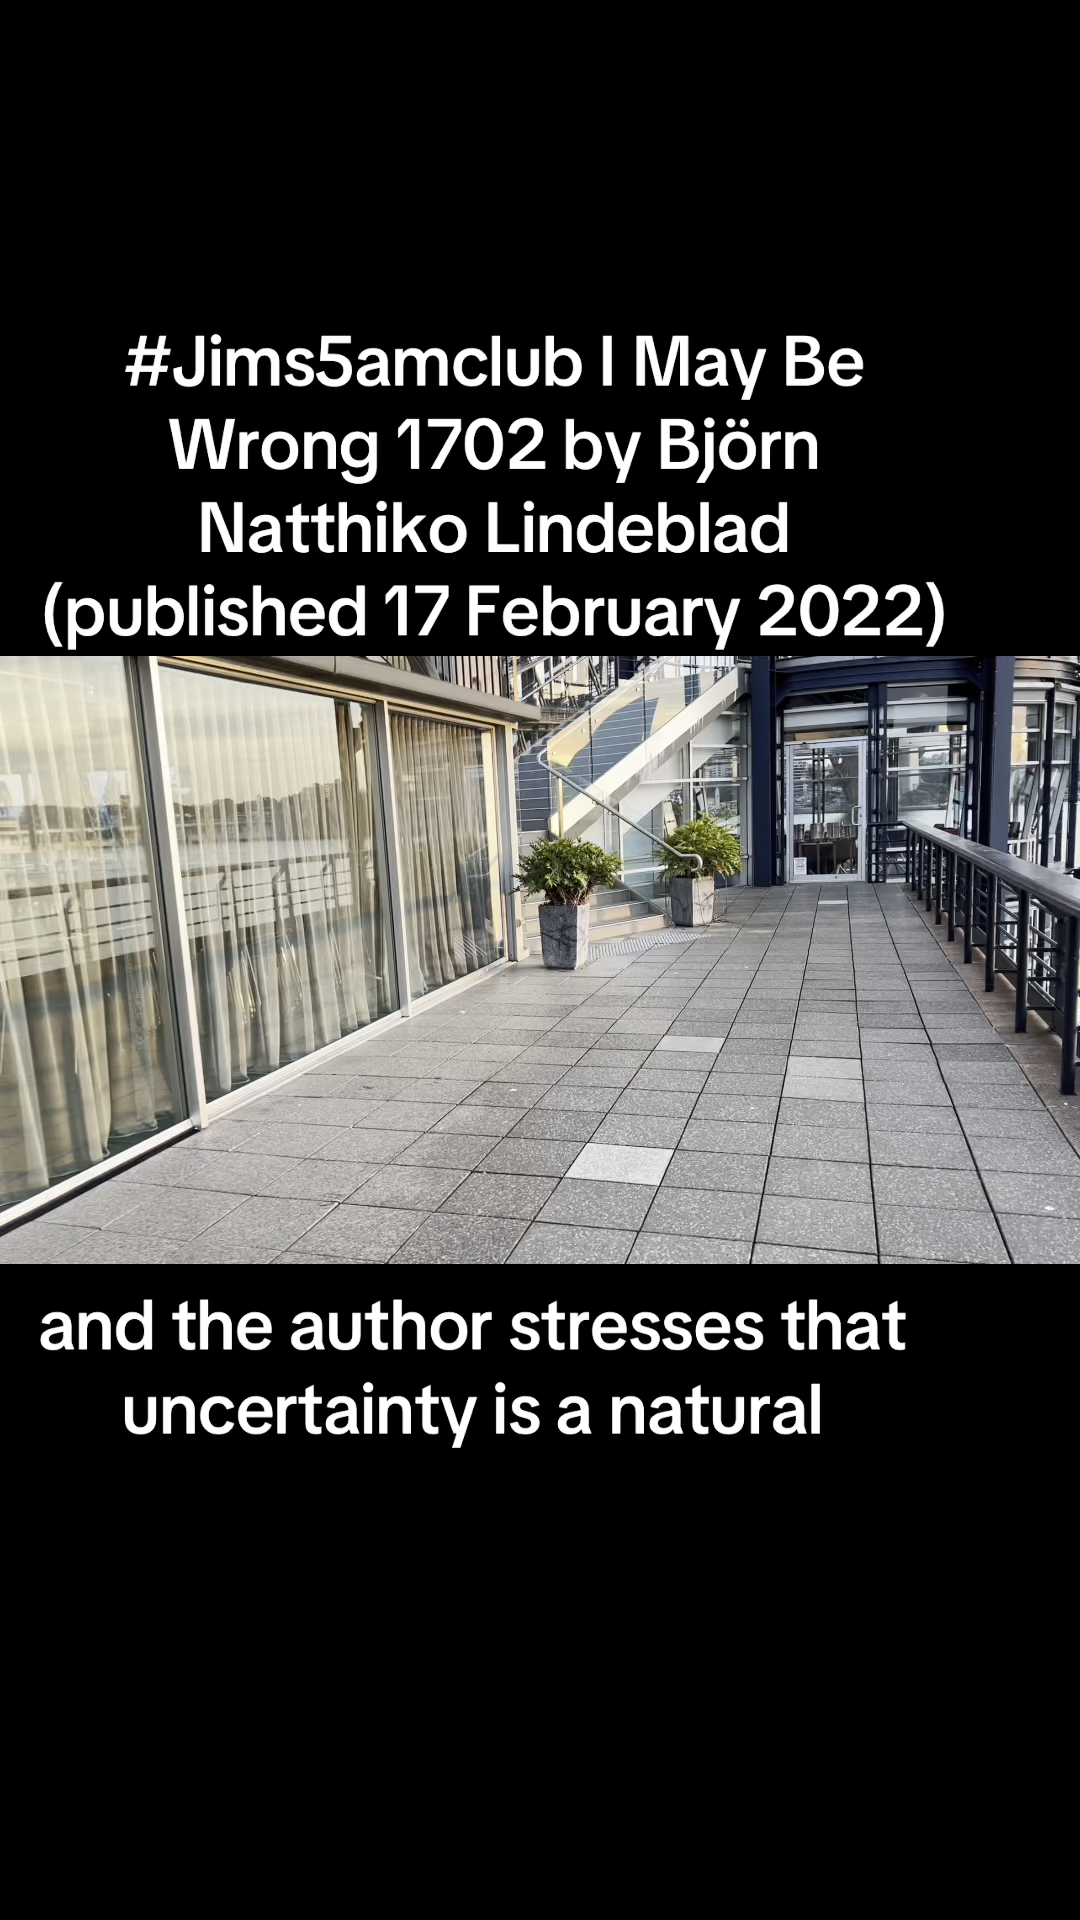 #Jims5amclub I May Be
Wrong 1702 by Björn
Natthiko Lindeblad
(published 17 February 2022)
and the author stresses that
uncertainty is a natural